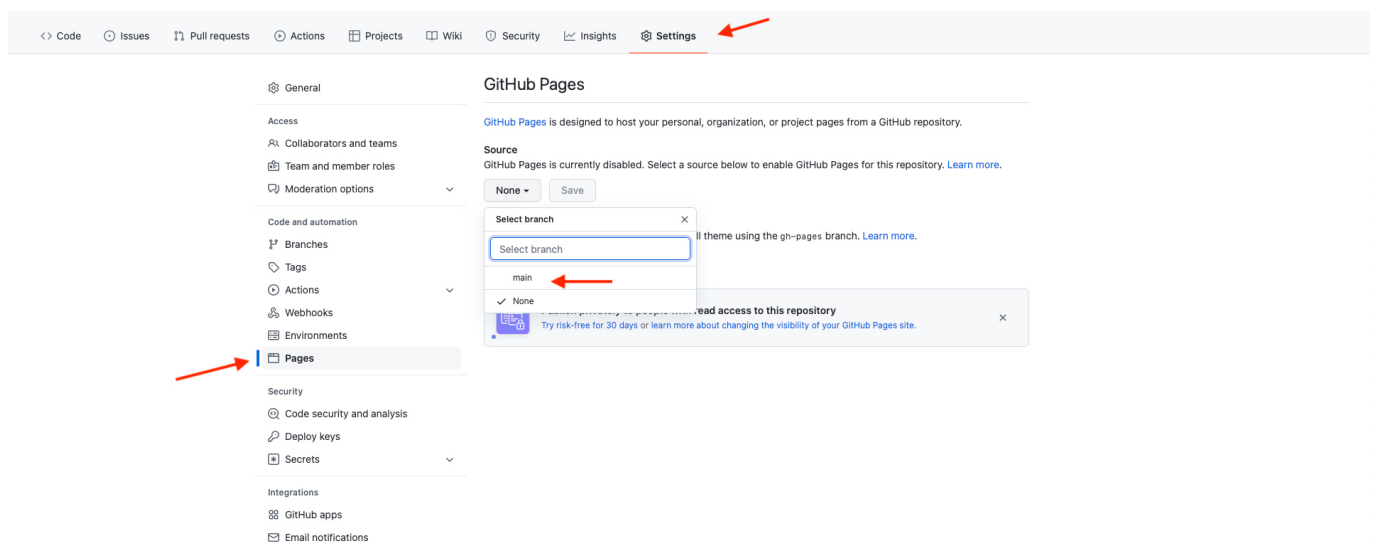 Code Issues Pull requests Actions Projects Wiki Security Insights Settings
General
Access
Collaborators and teams
Team and member roles
Moderation options
Code and automation
Branches
Tags
Actions
Webhooks
Environments
Pages
Security
Code security and analysis
Deploy keys
Secrets
Integrations
GitHub apps
Email notifications
GitHub Pages
GitHub Pages is designed to host your personal, organization, or project pages from a GitHub repository.
Source
GitHub Pages is currently disabled. Select a source below to enable GitHub Pages for this repository. Learn more.
None Save
Select branch
Select branch
main
None
theme using the gh-pages branch. Learn more.
read access to this repository
Try risk-free for 30 days or learn more about changing the visibility of your GitHub Pages site.